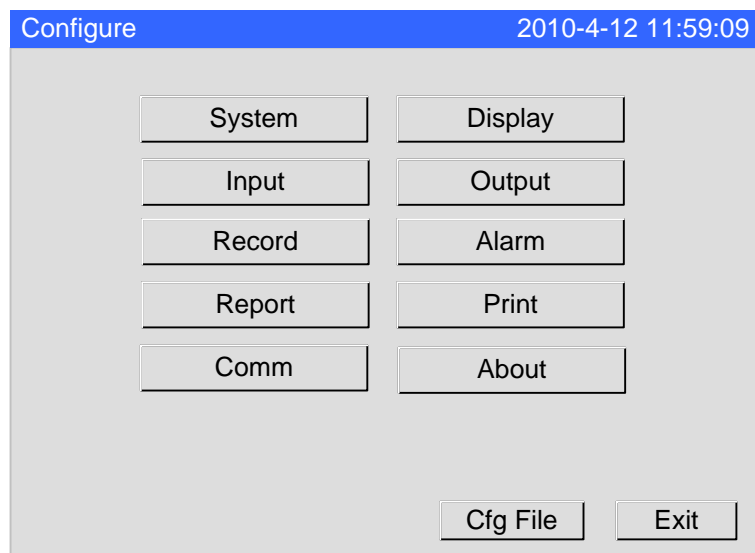 Configure 2010-4-12 11:59:09
System Display
Input Output
Record Alarm
Report Print
Comm About
Cfg File Exit